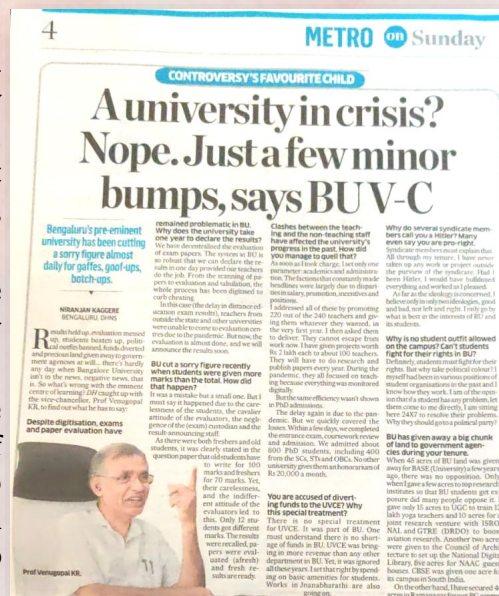 4
METRO on Sunday
CONTROVERSY'S FAVOURITE CHILD
A university in crisis?
Nope. Just a few minor
bumps, says BU V-C
Bengaluru's pre-eminent
university has been cutting
a sorry figure almost
daily for gaffes, goof-ups,
botch-ups.
NIRANJAN KAGGERE
BENGALURU, DHNS
Results held up, evaluation messed
up, students beaten up, politi-
cal outfits banned, funds diverted
and precious land given away to govern-
ment agencies at will... there's hardly
any day when Bangalore University
isn't in the news, negative news, that
is. So what's wrong with the eminent
centre of learning? DH caught up with
the vice-chancellor, Prof Venugopal
KR, to find out what he has to say:
Despite digitisation, exams
and paper evaluation have
Prof Venugopal KR.
remained problematic in BU.
Why does the university take
one year to declare the results?
We have decentralised the evaluation
of exam papers. The system at BU is
so robust that we can declare the re-
sults in one day provided our teachers
do the job. From the scanning of pa-
pers to evaluation and tabulation, the
whole process has been digitised to
curb cheating.
In this case (the delay in distance ed-
ucation exam results), teachers from
outside the state and other universities
were unable to come to evaluation cen-
tres due to the pandemic. But now, the
evaluation is almost done, and we will
announce the results soon.
BU cut a sorry figure recently
when students were given more
marks than the total. How did
that happen?
It was a mistake but a small one. But I
must say it happened due to the care-
lessness of the students, the cavalier
attitude of the evaluators, the negli-
gence of the (exam) custodian and the
result-announcing staff.
As there were both freshers and old
students, it was clearly stated in the
question paper that old students have
to write for 100
marks and freshers
for 70 marks. Yet,
their carelessness,
and the indiffer-
ent attitude of the
evaluators led to
this. Only 12 stu-
dents got different
marks. The results
were recalled, pa-
pers were eval-
uated (afresh)
and fresh re-
sults are ready.
Clashes between the teach-
ing and the non-teaching staff
have affected the university's
progress in the past. How did
you manage to quell that?
As soon as I took charge, I set only one
parameter: academics and administra-
tion. The factions that constantly made
headlines were largely due to dispari-
ties in salary, promotion, incentives and
positions.
I addressed all of these by promoting
220 out of the 240 teachers and giv-
ing them whatever they wanted, in
the very first year. I then asked them
to deliver. They cannot escape from
work now. I have given projects worth
Rs 2 lakh each to about 100 teachers.
They will have to do research and
publish papers every year. During the
pandemic, they all focused on teach-
ing because everything was monitored
digitally.
But the same efficiency wasn't shown
in PhD admissions.
The delay again is due to the pan-
demic. But we quickly covered the
losses. Within a few days, we completed
the entrance exam, coursework review
and admission. We admitted about
800 PhD students, including 400
from the SCs, STs and OBCs. No other
university gives them an honorarium of
Rs 20,000 a month.
You are accused of divert-
ing funds to the UVCE? Why
this special treatment?
There is no special treatment
for UVCE. It was part of BU. One
must understand there is no short-
age of funds in BU. UVCE was bring-
ing in more revenue than any other
department in BU. Yet, it was ignored
all these years. I set that right by spend-
ing on basic amenities for students.
Works in Jnanabharathi are also
going on.
Why do several syndicate mem-
bers call you a Hitler? Many
even say you are pro-right.
Syndicate members must explain this.
All through my tenure, I have never
taken up any work or project outside
the purview of the syndicate. Had I
been Hitler, I would have bulldozed
everything and worked as I pleased.
As far as the ideology is concerned, I
believe in only two ideologies, good
and bad, not left and right. I only go by
what is best in the interests of BU and
its students.
Why is no student outfit allowed
on the campus? Can't students
fight for their rights in BU?
Definitely, students must fight for their
rights. But why take political colour? I
myself had been in various positions of
student organisations in the past and I
know how they work. I am of the opin-
ion that if a student has any problem, let
them come to me directly, I am sitting
here 24X7 to resolve their problems.
Why they should go to a political party?
BU has given away a big chunk
of land to government agen-
cies during your tenure.
When 45 acres of BU land was given
away for BASE (University) a few years
ago, there was no opposition. Only
when I gave a few acres to top research
institutes so that BU students get ex-
posure did many people oppose it. I
gave only 15 acres to UGC to train 12
lakh yoga teachers and 10 acres for a
joint research venture with ISRO,
NAL and GTRE (DRDO) to boost
aviation research. Another two acres
were given to the Council of Archi-
tecture to set up the National Digital
Library, five acres for NAAC guest
houses. CBSE was given one acre for
its campus in South India.
On the other hand, I have secured 4